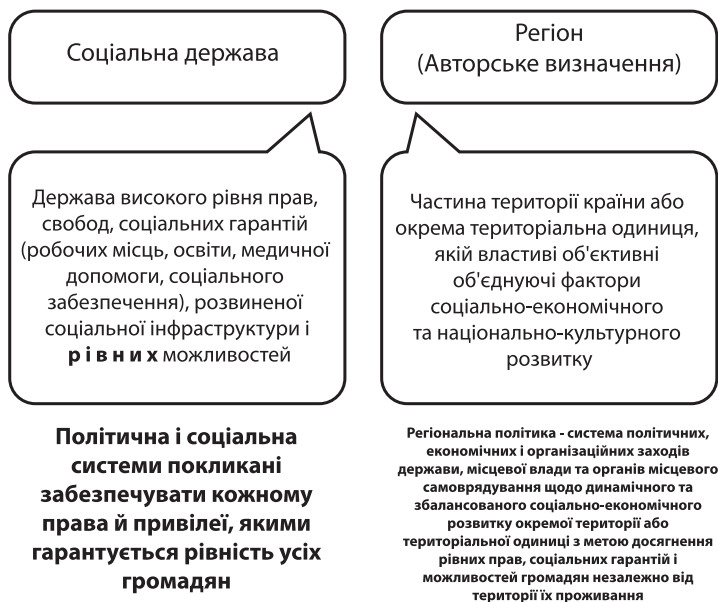 Соціальна держава
Держава високого рівня прав,
свобод, соціальних гарантій
(робочих місць, освіти, медичної
допомоги, соціального
забезпечення), розвиненої
соціальної інфраструктури і
р і в н и х можливостей
Політична і соціальна
системи покликані
забезпечувати кожному
права й привілеї, якими
гарантується рівність усіх
громадян
Регіон
(Авторське визначення)
Частина території країни або
окрема територіальна одиниця,
якій властиві об'єктивні
об'єднуючі фактори
соціально-економічного
та національно-культурного
розвитку
Регіональна політика - система політичних,
економічних і організаційних заходів
держави, місцевої влади та органів місцевого
самоврядування щодо динамічного та
збалансованого соціально-економічного
розвитку окремої території або
територіальної одиниці з метою досягнення
рівних прав, соціальних гарантій і
можливостей громадян незалежно від
території їх проживання